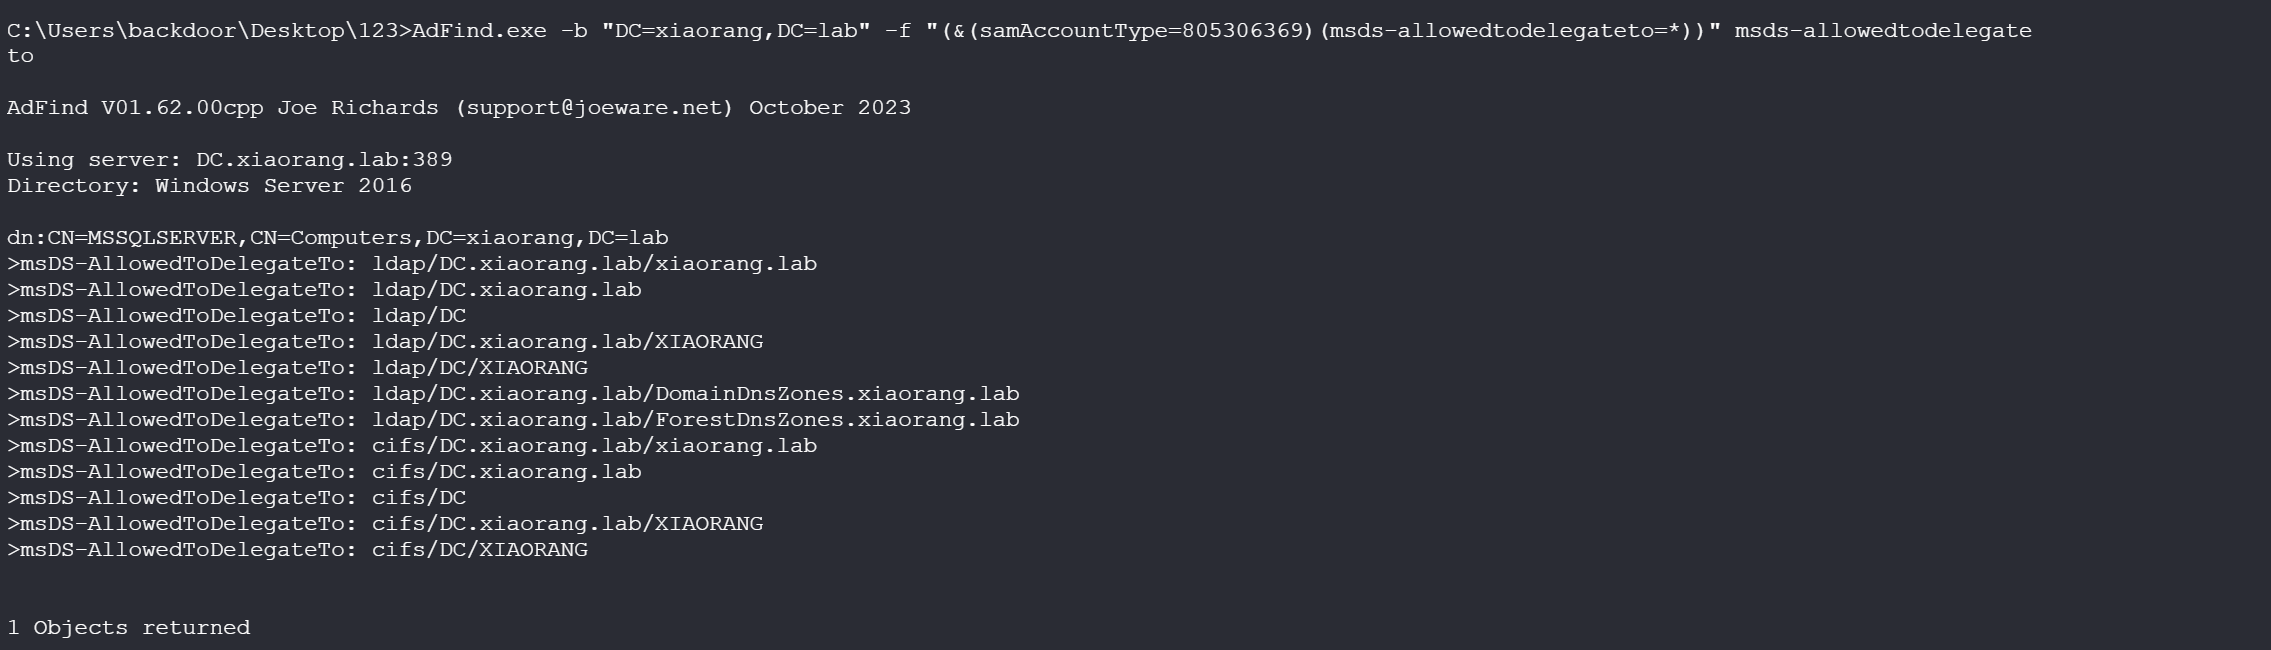 C:\Users\backdoor\Desktop\123>AdFind.exe -b "DC=xiaorang,DC=lab" -f "(&(samAccountType=805306369)(msds-allowedtodelegateto=*))" msds-allowedtodelegate
to
AdFind V01.62.00cpp Joe Richards (support@joeware.net) October 2023
Using server: DC.xiaorang.lab:389
Directory: Windows Server 2016
dn:CN=MSSQLSERVER,CN=Computers,DC=xiaorang,DC=lab
>msDS-AllowedToDelegateTo: ldap/DC.xiaorang.lab/xiaorang.lab
>msDS-AllowedToDelegateTo: ldap/DC.xiaorang.lab
>msDS-AllowedToDelegateTo: ldap/DC
>msDS-AllowedToDelegateTo: ldap/DC.xiaorang.lab/XIAORANG
>msDS-AllowedToDelegateTo: ldap/DC/XIAORANG
>msDS-AllowedToDelegateTo: ldap/DC.xiaorang.lab/DomainDnsZones.xiaorang.lab
>msDS-AllowedToDelegateTo: ldap/DC.xiaorang.lab/ForestDnsZones.xiaorang.lab
>msDS-AllowedToDelegateTo: cifs/DC.xiaorang.lab/xiaorang.lab
>msDS-AllowedToDelegateTo: cifs/DC.xiaorang.lab
>msDS-AllowedToDelegateTo: cifs/DC
>msDS-AllowedToDelegateTo: cifs/DC.xiaorang.lab/XIAORANG
>msDS-AllowedToDelegateTo: cifs/DC/XIAORANG
1 Objects returned